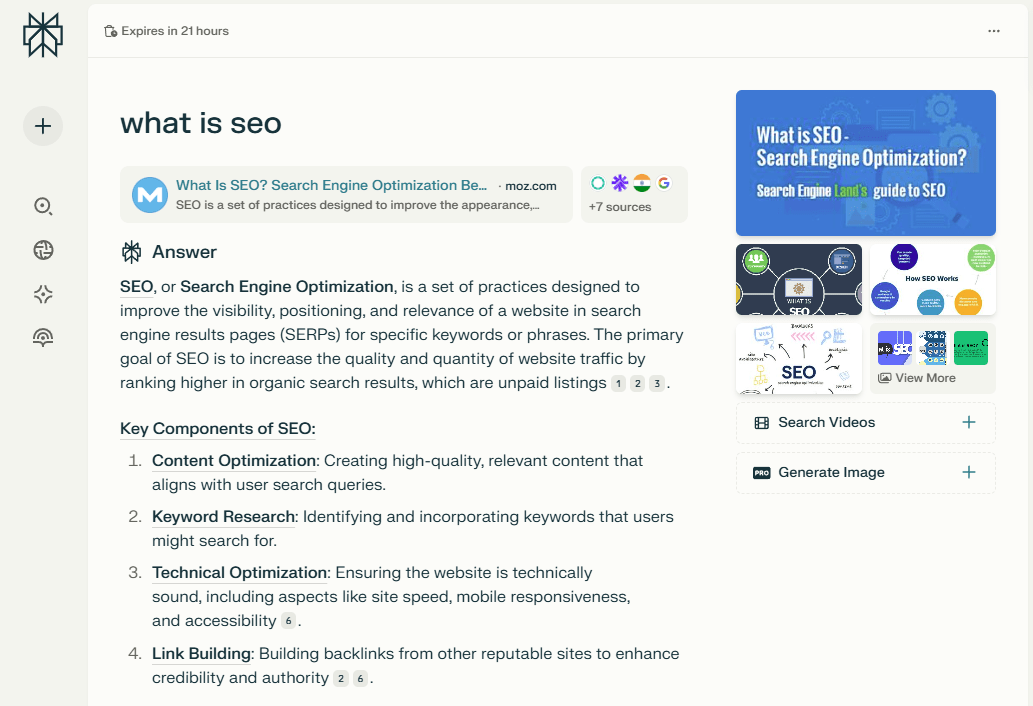 Expires in 21 hours
what is seo
What Is SEO? Search Engine Optimization Be... · moz.com
SEO is a set of practices designed to improve the appearance,...
+7 sources
Answer
SEO, or Search Engine Optimization, is a set of practices designed to
improve the visibility, positioning, and relevance of a website in search
engine results pages (SERPs) for specific keywords or phrases. The primary
goal of SEO is to increase the quality and quantity of website traffic by
ranking higher in organic search results, which are unpaid listings 1 2 3 .
Key Components of SEO:
1. Content Optimization: Creating high-quality, relevant content that
aligns with user search queries.
2. Keyword Research: Identifying and incorporating keywords that users
might search for.
3. Technical Optimization: Ensuring the website is technically
sound, including aspects like site speed, mobile responsiveness,
and accessibility 6 .
4. Link Building: Building backlinks from other reputable sites to enhance
credibility and authority 2 6 .
What is SEO -
Search Engine Optimization?
Search Engine Land's guide to SEO
WHAT IS
SEO
How SEO Works
SEO
search engine optimization
View More
Search Videos
PRO Generate Image